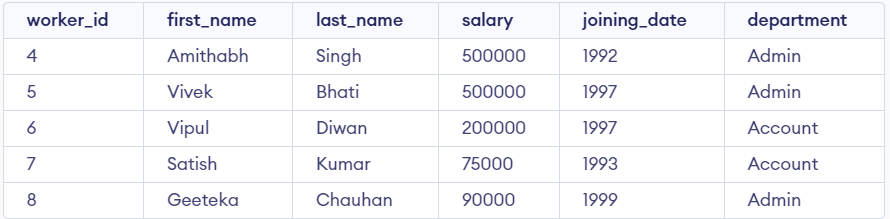 worker_id first_name last_name salary joining_date department
4 Amithabh Singh 500000 1992 Admin
5 Vivek Bhati 500000 1997 Admin
6 Vipul Diwan 200000 1997 Account
7 Satish Kumar 75000 1993 Account
8 Geeteka Chauhan 90000 1999 Admin